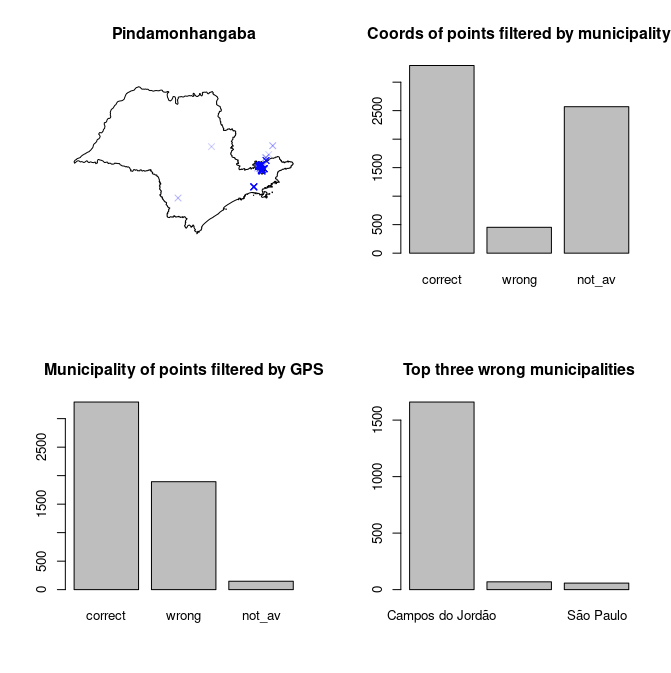 Pindamonhangaba
Coords of points filtered by municipality
2500
1500
500
0
correct wrong not_av
Municipality of points filtered by GPS
2500
1500
500
0
correct wrong not_av
Top three wrong municipalities
1500
1000
500
0
Campos do Jordão São Paulo